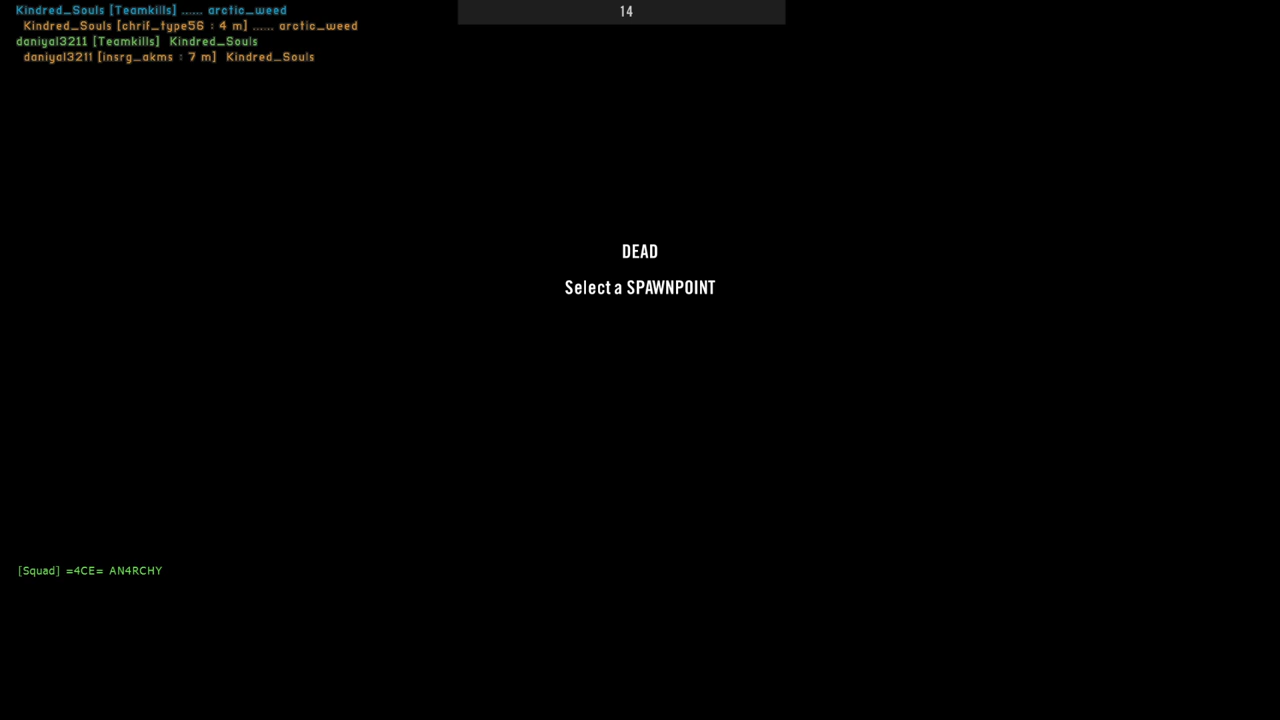 14
Kindred_Souls [Teamkills] ...... arctic_weed
Kindred_Souls [chrif_type56 : 4 m] ...... arctic_weed
daniyal3211 [Teamkills] Kindred_Souls
daniyal3211 [insrg_akms : 7 m] Kindred_Souls
DEAD
Select a SPAWNPOINT
[Squad] =4CE= AN4RCHY